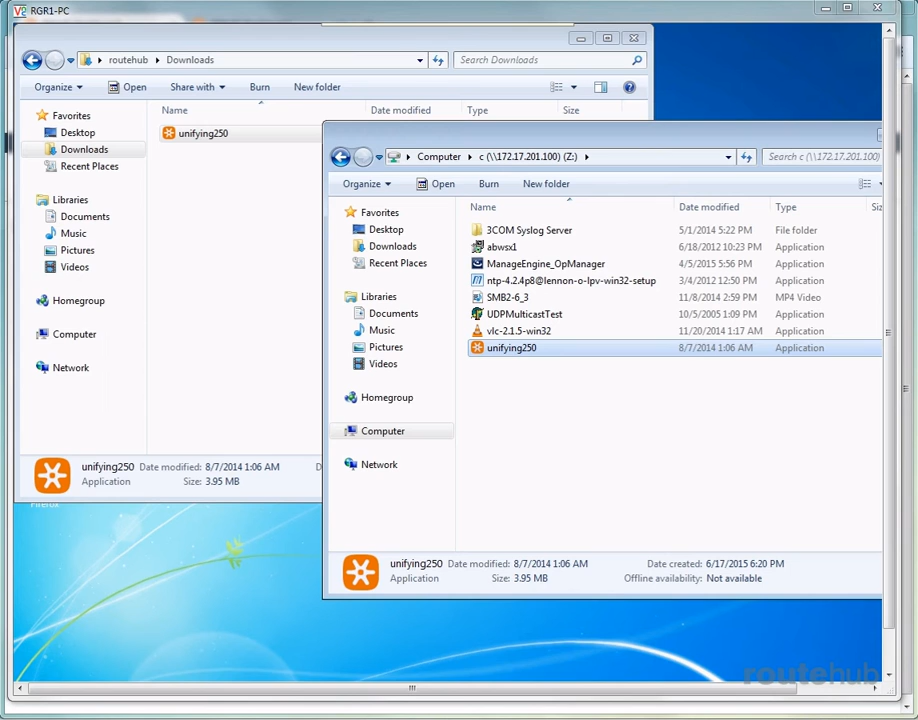 RGR1-PC
routehub Downloads
Search Downloads
Organize Open Share with Burn New folder
Favorites
Desktop
Downloads
Recent Places
Libraries
Documents
Music
Pictures
Videos
Homegroup
Computer
Network
Name Date modified Type Size
unifying250
unifying250 Date modified: 8/7/2014 1:06 AM D
Application Size: 3.95 MB
Computer c (\\172.17.201.100) (Z:)
Search c (\\172.17.201.100)
Organize Open Burn New folder
Favorites
Desktop
Downloads
Recent Places
Libraries
Documents
Music
Pictures
Videos
Homegroup
Computer
Network
Name Date modified Type Siz
3COM Syslog Server 5/1/2014 5:22 PM File folder
abwsx1 6/18/2012 10:23 PM Application
ManageEngine_OpManager 4/5/2015 5:56 PM Application
ntp-4.2.4p8@lennon-o-lpv-win32-setup 3/4/2012 12:50 PM Application
SMB2-6_3 11/8/2014 2:59 PM MP4 Video
UDPMulticastTest 10/5/2005 1:09 PM Application
vlc-2.1.5-win32 11/20/2014 1:17 AM Application
unifying250 8/7/2014 1:06 AM Application
unifying250 Date modified: 8/7/2014 1:06 AM Date created: 6/17/2015 6:20 PM
Application Size: 3.95 MB Offline availability: Not available
Firefox
routehub